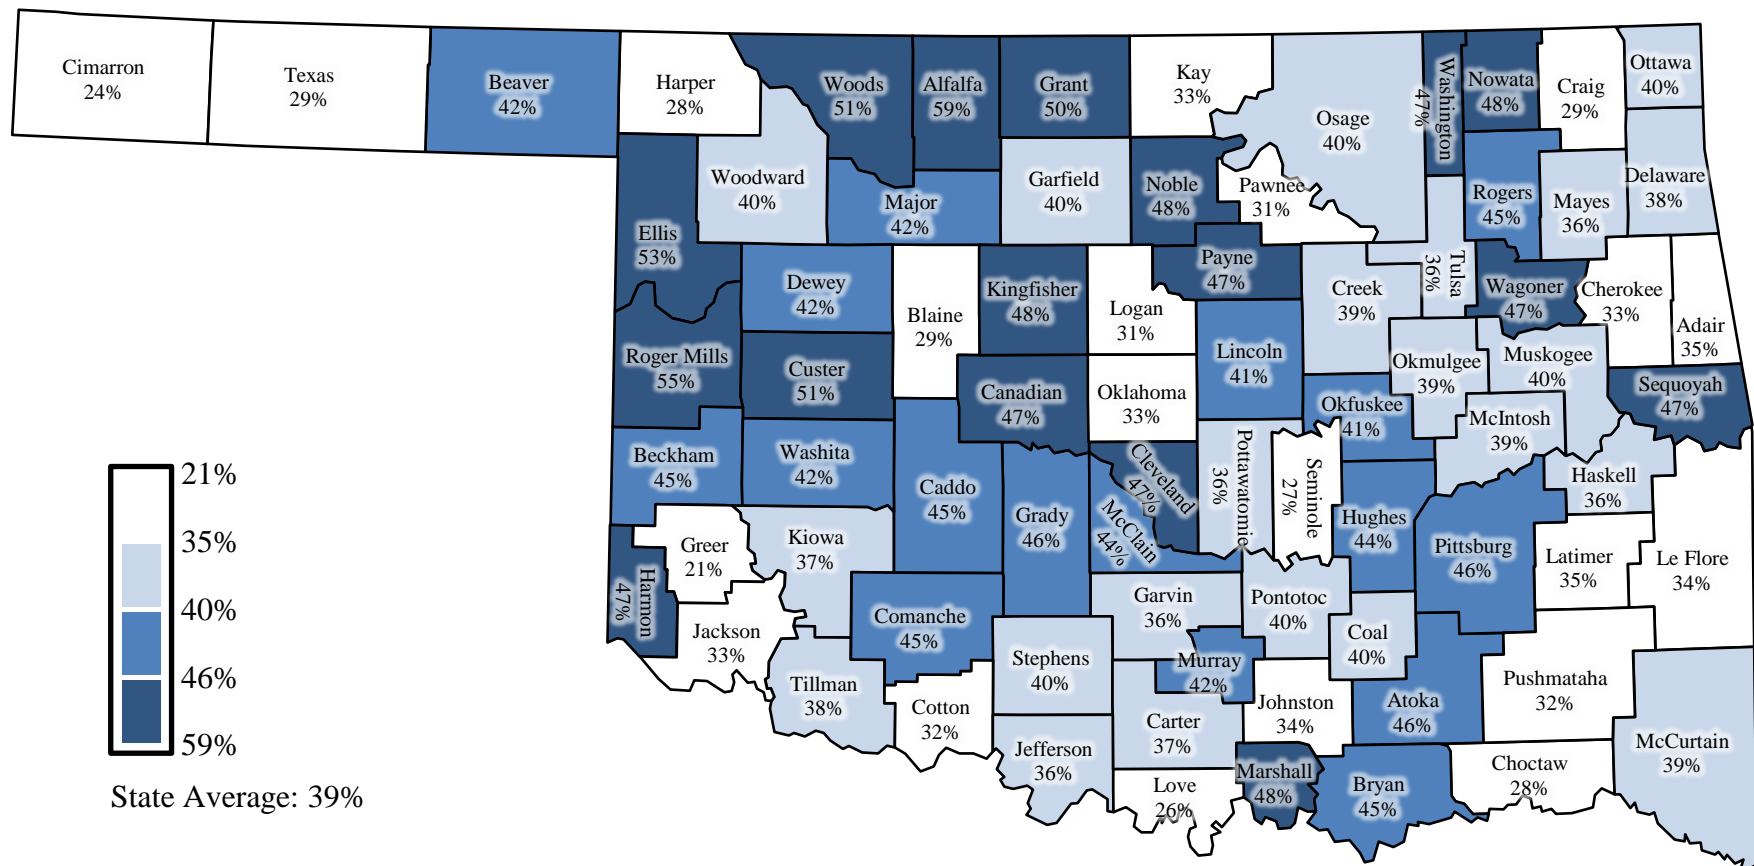 Cimarron
24%
Texas
29%
Beaver
42%
Harper
28%
Woods
51%
Alfalfa
59%
Grant
50%
Kay
33%
Osage
40%
Washington
47%
Nowata
48%
Craig
29%
Ottawa
40%
Woodward
40%
Major
42%
Garfield
40%
Noble
48%
Pawnee
31%
Rogers
45%
Mayes
36%
Delaware
38%
Ellis
53%
Dewey
42%
Blaine
29%
Kingfisher
48%
Logan
31%
Payne
47%
Creek
39%
Tulsa
36%
Wagoner
47%
Cherokee
33%
Adair
35%
Roger Mills
55%
Custer
51%
Canadian
47%
Oklahoma
33%
Lincoln
41%
Okmulgee
39%
Muskogee
40%
Sequoyah
47%
Okfuskee
41%
McIntosh
39%
Beckham
45%
Washita
42%
Caddo
45%
Grady
46%
Cleveland
47%
McClain
44%
Pottawatomie
36%
Seminole
27%
Hughes
44%
Pittsburg
46%
Haskell
36%
Latimer
35%
Le Flore
34%
Harmon
47%
Greer
21%
Kiowa
37%
Jackson
33%
Comanche
45%
Garvin
36%
Pontotoc
40%
Coal
40%
Tillman
38%
Cotton
32%
Stephens
40%
Murray
42%
Johnston
34%
Atoka
46%
Pushmataha
32%
Carter
37%
Jefferson
36%
Love
26%
Marshall
48%
Bryan
45%
Choctaw
28%
McCurtain
39%
21%
35%
40%
46%
59%
State Average: 39%